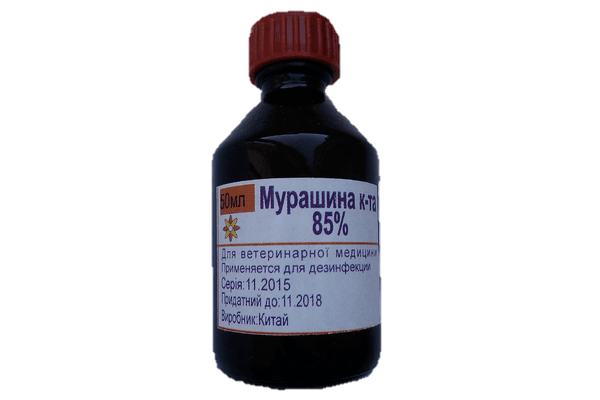 50мл
Мурашина к-та
85%
Для ветеринарної медицини
Применяется для дезинфекции
Серія:11.2015
Придатний до:11.2018
Виробник:Китай